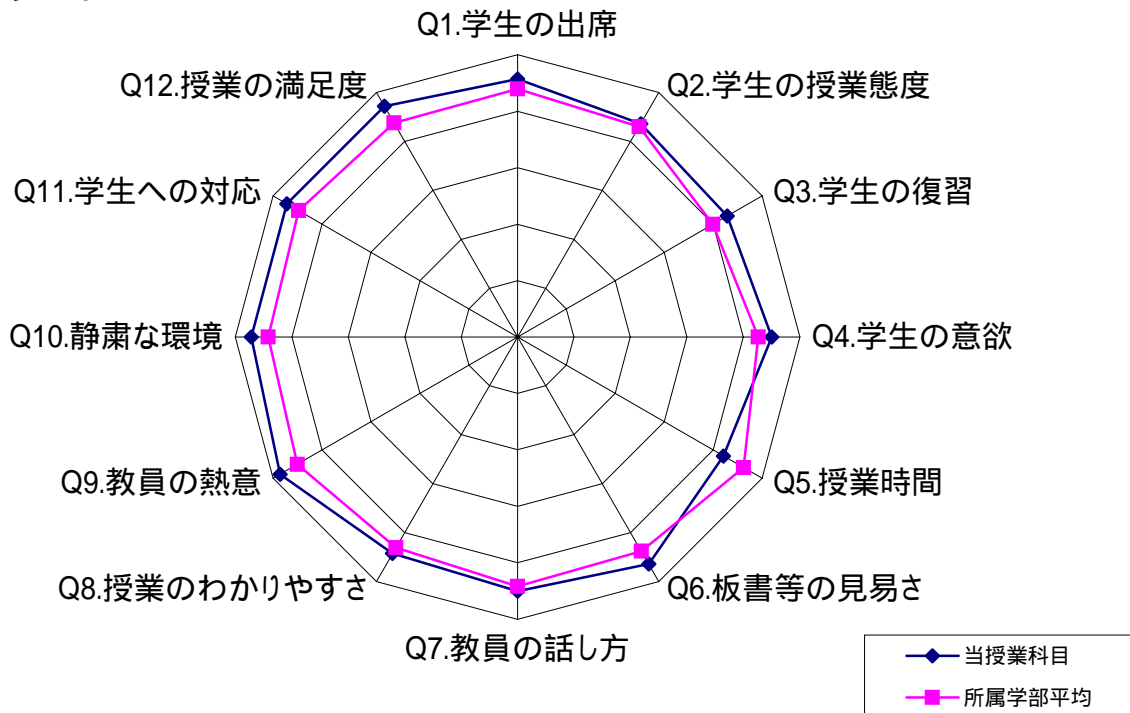 Q1.学生の出席
Q2.学生の授業態度
Q3.学生の復習
Q4.学生の意欲
Q5.授業時間
Q6.板書等の見易さ
Q7.教員の話し方
Q8.授業のわかりやすさ
Q9.教員の熱意
Q10.静粛な環境
Q11.学生への対応
Q12.授業の満足度
当授業科目
所属学部平均